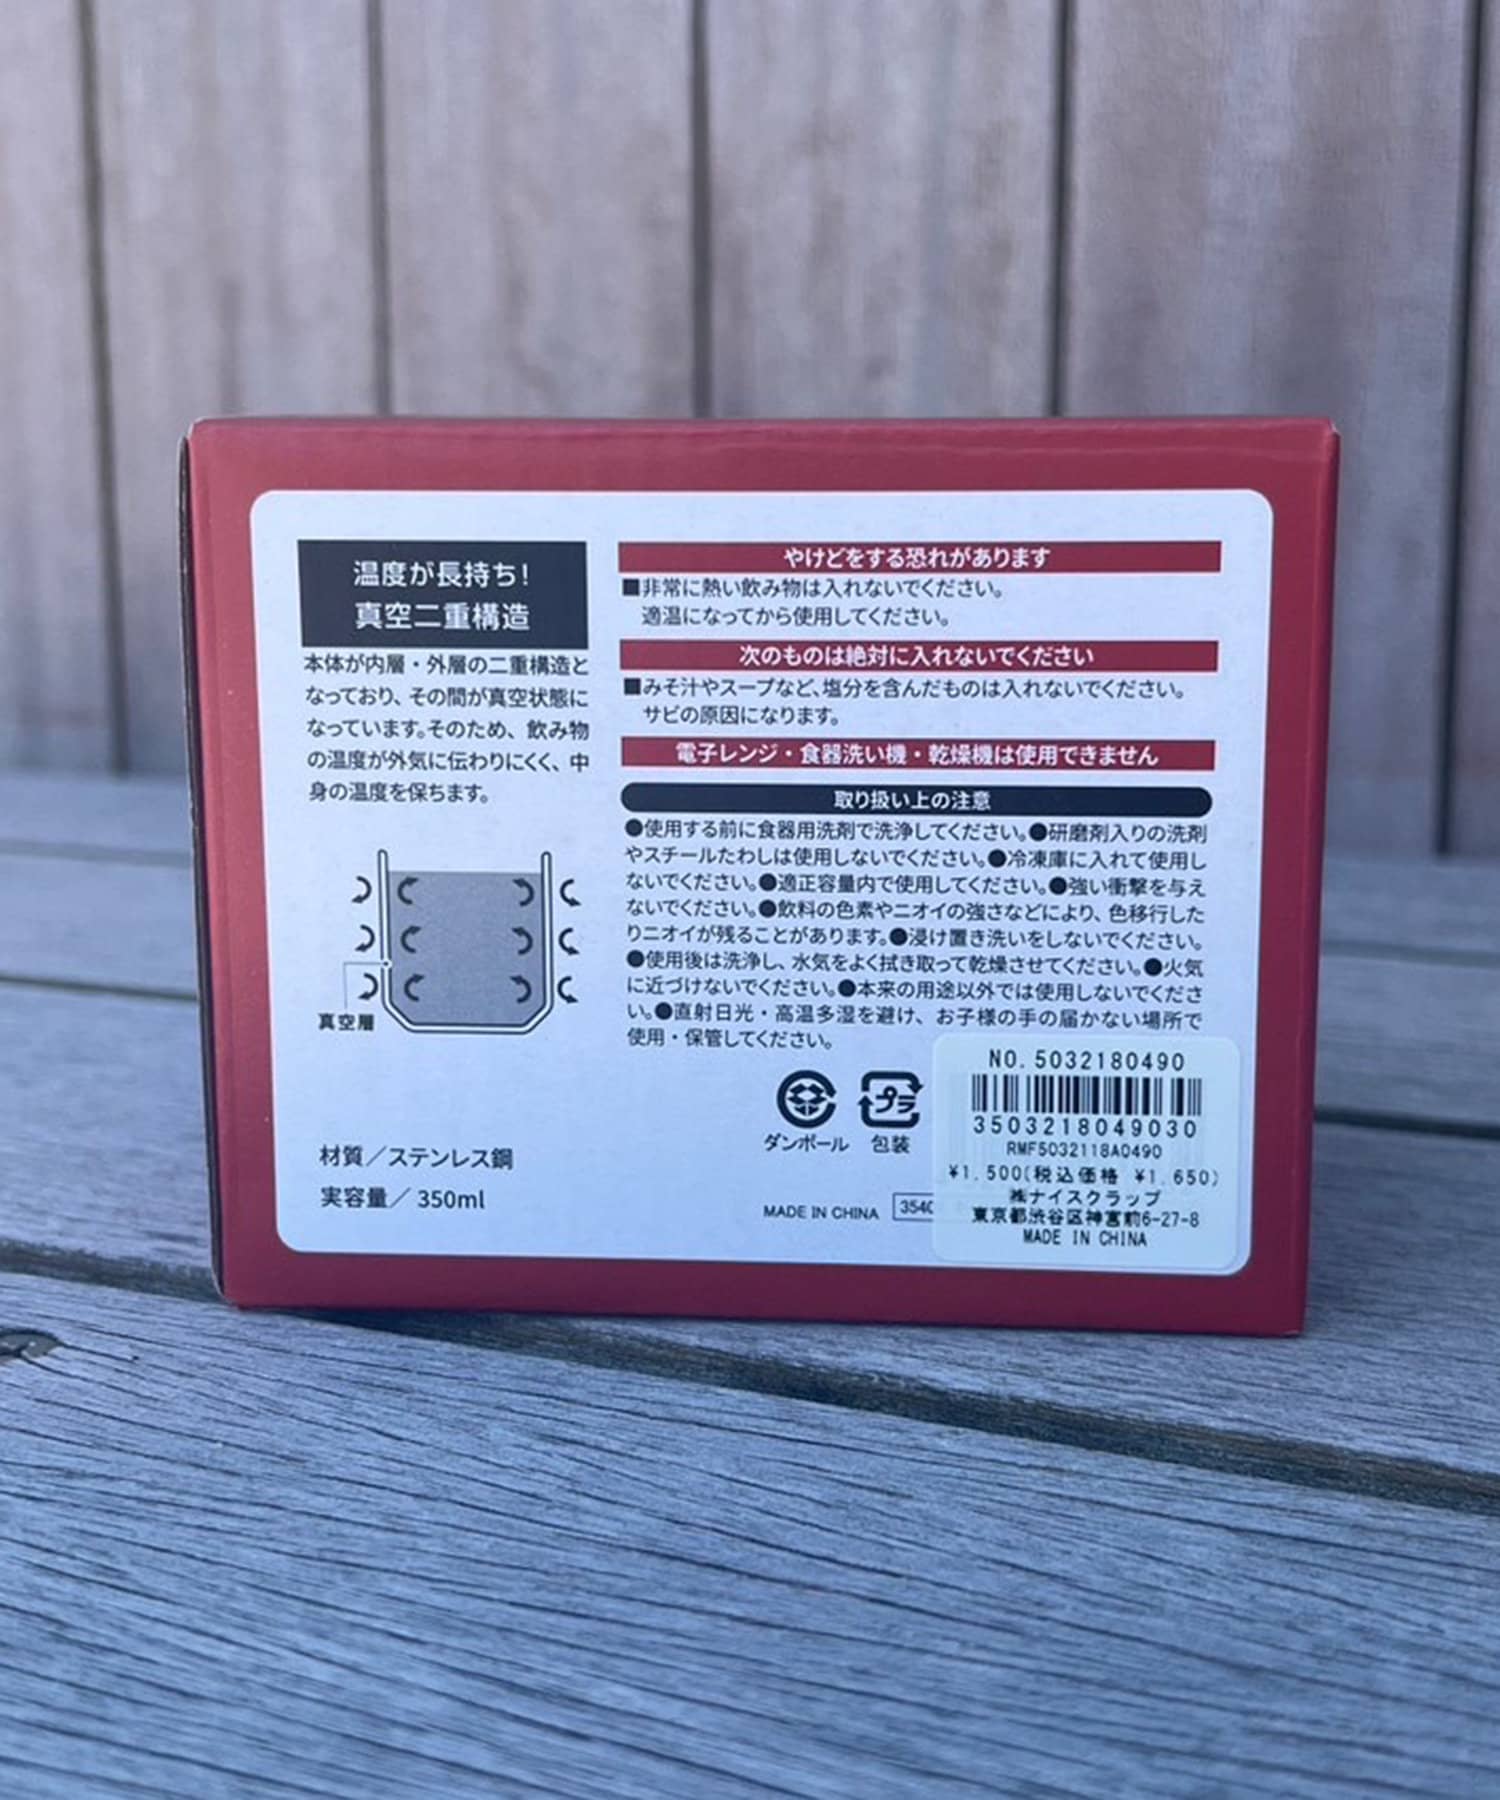 温度が長持ち!
真空二重構造
本体が内層・外層の二重構造と
なっており、その間が真空状態に
なっています。そのため、飲み物
の温度が外気に伝わりにくく、中
身の温度を保ちます。
真空層
材質／ステンレス鋼
実容量／350ml
やけどをする恐れがあります
■非常に熱い飲み物は入れないでください。
適温になってから使用してください。
次のものは絶対に入れないでください
■みそ汁やスープなど、塩分を含んだものは入れないでください。
サビの原因になります。
電子レンジ・食器洗い機・乾燥機は使用できません
取り扱い上の注意
●使用する前に食器用洗剤で洗浄してください。●研磨剤入りの洗剤
やスチールたわしは使用しないでください。●冷凍庫に入れて使用し
ないでください。●適正容量内で使用してください。●強い衝撃を与え
ないでください。●飲料の色素やニオイの強さなどにより、色移行した
りニオイが残ることがあります。●浸け置き洗いをしないでください。
●使用後は洗浄し、水気をよく拭き取って乾燥させてください。●火気
に近づけないでください。●本来の用途以外では使用しないでくださ
い。●直射日光・高温多湿を避け、お子様の手の届かない場所で
使用・保管してください。
プラ
ダンボール 包装
MADE IN CHINA 3540
NO. 5032180490
3503218049030
RMF5032118A0490
¥1,500(税込価格 ¥1,650)
㈱ナイスクラップ
東京都渋谷区神宮前6-27-8
MADE IN CHINA